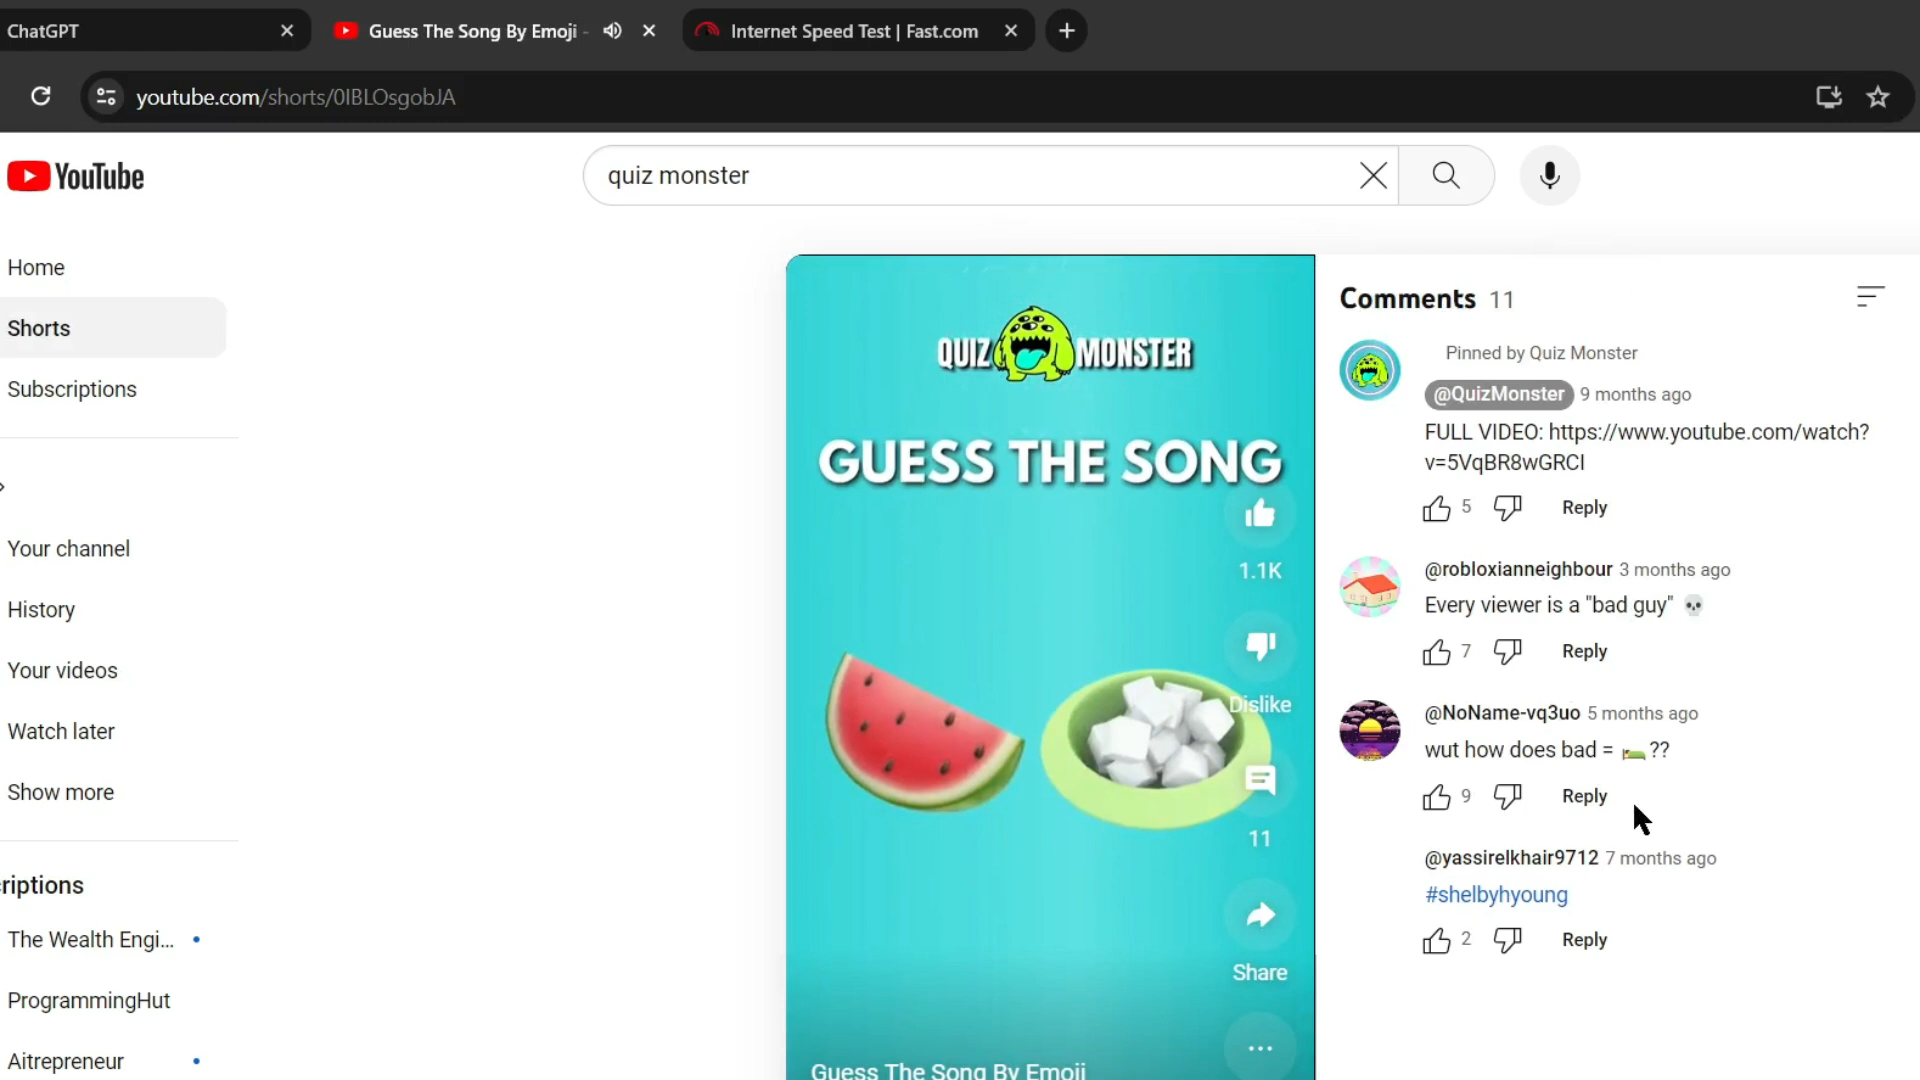 ChatGPT
Guess The Song By Emoji -
Internet Speed Test | Fast.com
youtube.com/shorts/0IBLOsgobJA
YouTube
quiz monster
Home
Shorts
Subscriptions
Your channel
History
Your videos
Watch later
Show more
riptions
The Wealth Engi...
ProgrammingHut
Aitrepreneur
QUIZ MONSTER
GUESS THE SONG
1.1K
Dislike
11
Share
Guess The Song By Emoji
Comments 11
Pinned by Quiz Monster
@QuizMonster 9 months ago
FULL VIDEO: https://www.youtube.com/watch?
v=5VqBR8wGRCI
5 Reply
@robloxianneighbour 3 months ago
Every viewer is a "bad guy" 💀
7 Reply
@NoName-vq3uo 5 months ago
wut how does bad = 🛏️??
9 Reply
@yassirelkhair9712 7 months ago
#shelbyhyoung
2 Reply